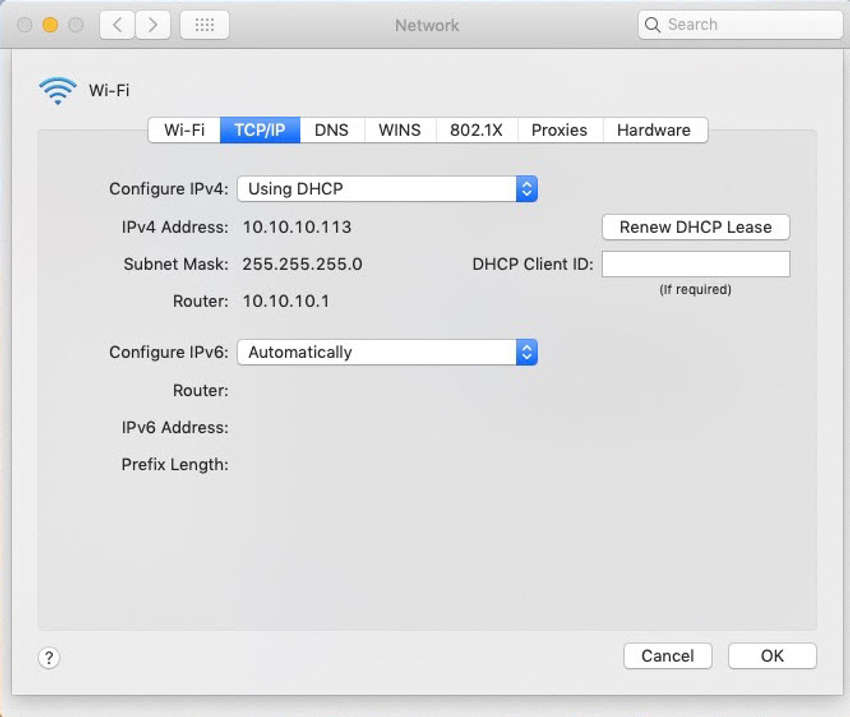 Network
Search
Wi-Fi
Wi-Fi TCP/IP DNS WINS 802.1X Proxies Hardware
Configure IPv4: Using DHCP
IPv4 Address: 10.10.10.113 Renew DHCP Lease
Subnet Mask: 255.255.255.0 DHCP Client ID:
(If required)
Router: 10.10.10.1
Configure IPv6: Automatically
Router:
IPv6 Address:
Prefix Length:
? Cancel OK